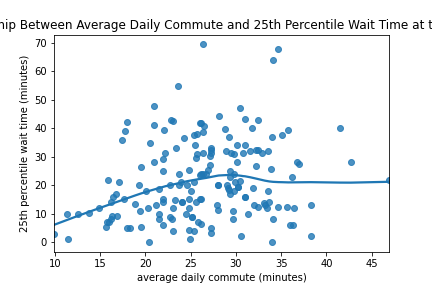 hip Between Average Daily Commute and 25th Percentile Wait Time at t
70
60
50
40
30
20
10
0
25th percentile wait time (minutes)
10 15 20 25 30 35 40 45
average daily commute (minutes)